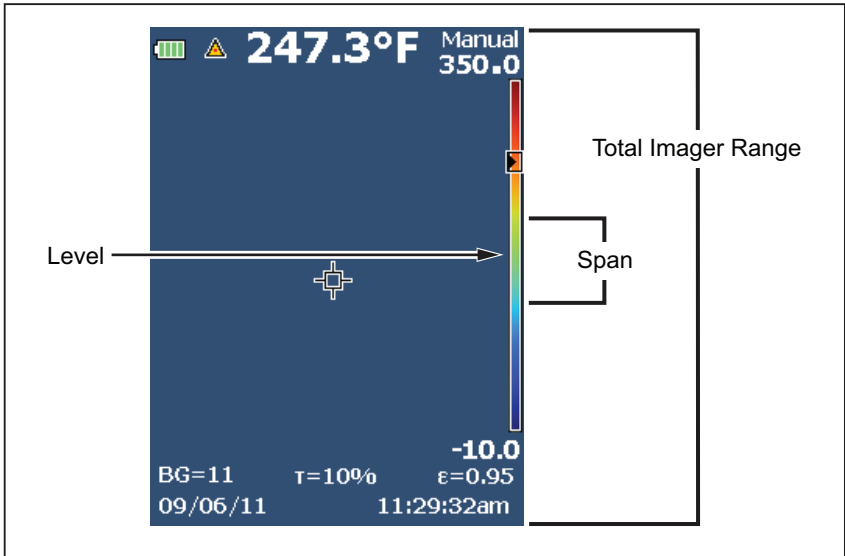 247.3°F
Manual
350.0
Total Imager Range
Level
Span
-10.0
BG=11 τ=10% ε=0.95
09/06/11 11:29:32am